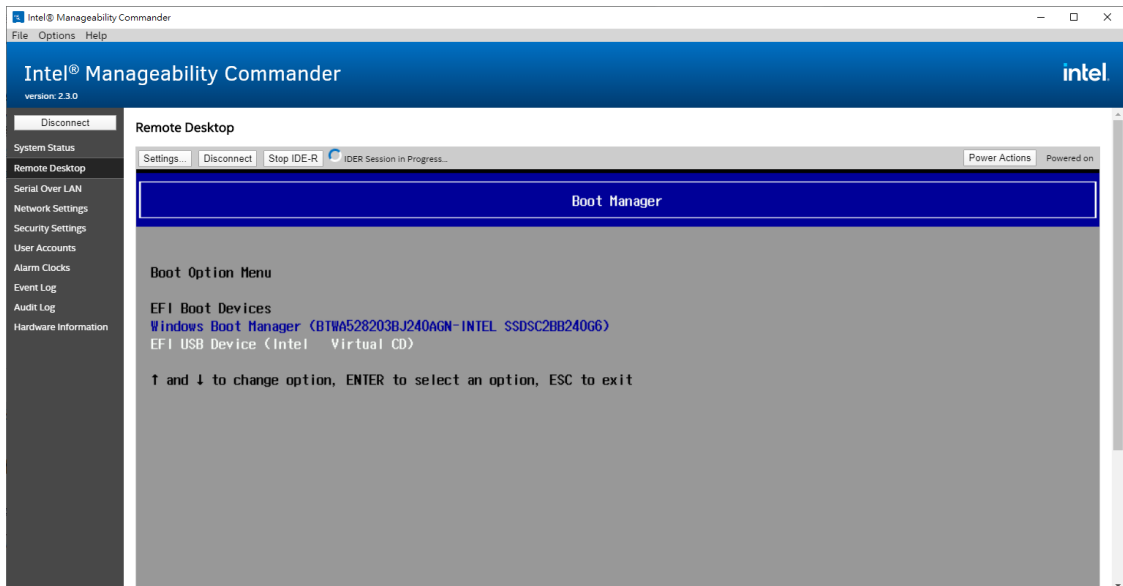 Intel® Manageability Commander
File Options Help
Intel® Manageability Commander
intel.
version: 2.3.0
Disconnect
System Status
Remote Desktop
Serial Over LAN
Network Settings
Security Settings
User Accounts
Alarm Clocks
Event Log
Audit Log
Hardware Information
Remote Desktop
Settings... Disconnect Stop IDE-R IDER Session in Progress... Power Actions Powered on
Boot Manager
Boot Option Menu
EFI Boot Devices
Windows Boot Manager (BTWA528203BJ240AGN-INTEL SSDSC2BB240G6)
EFI USB Device (Intel Virtual CD)
↑ and ↓ to change option, ENTER to select an option, ESC to exit